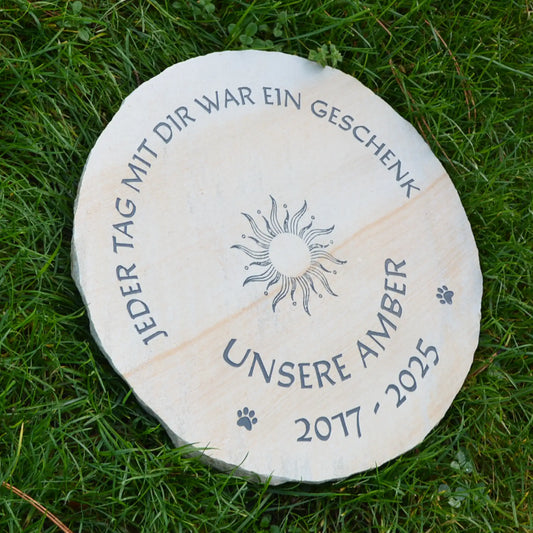 JEDER TAG MIT DIR WAR EIN GESCHENK
UNSERE AMBER
2017 - 2025